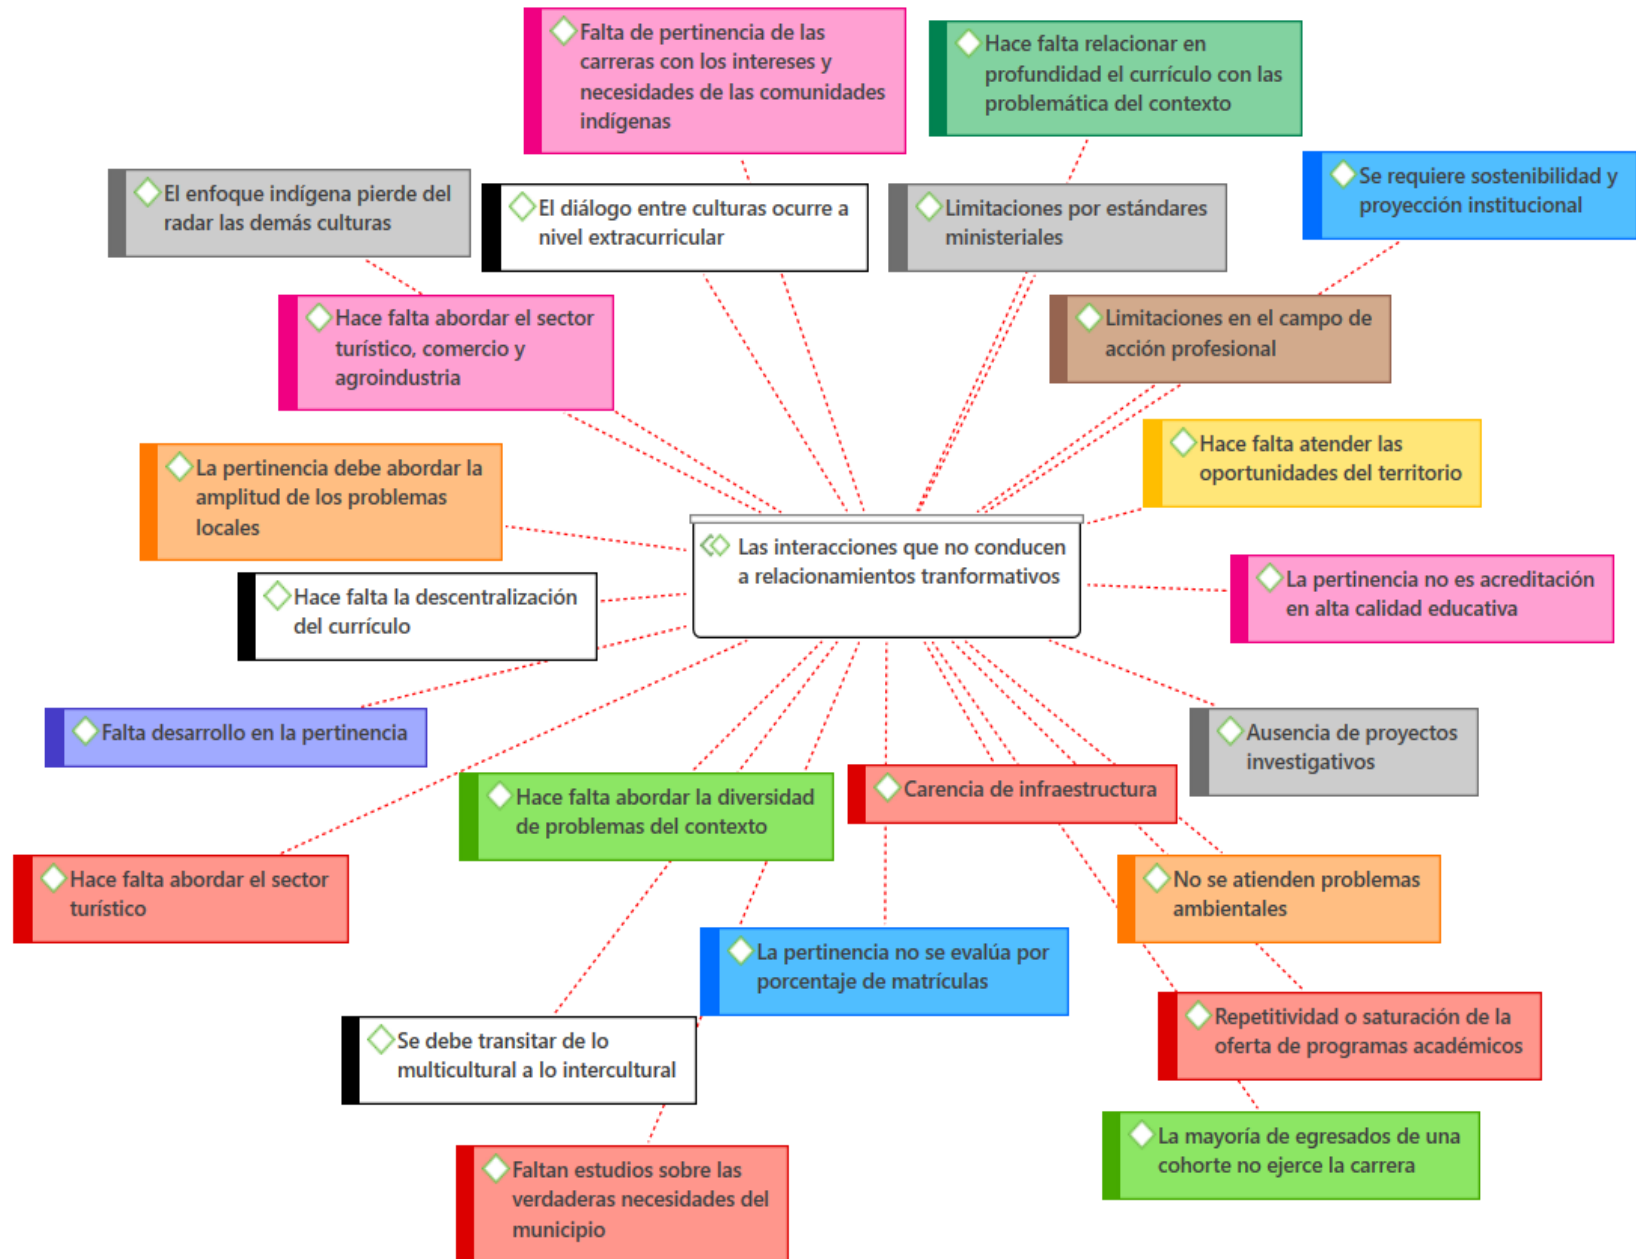 Falta de pertinencia de las
carreras con los intereses y
necesidades de las comunidades
indígenas
Hace falta relacionar en
profundidad el currículo con las
problemática del contexto
El enfoque indígena pierde del
radar las demás culturas
El diálogo entre culturas ocurre a
nivel extracurricular
Limitaciones por estándares
ministeriales
Se requiere sostenibilidad y
proyección institucional
Hace falta abordar el sector
turístico, comercio y
agroindustria
Limitaciones en el campo de
acción profesional
La pertinencia debe abordar la
amplitud de los problemas
locales
Hace falta atender las
oportunidades del territorio
Las interacciones que no conducen
a relacionamientos tranformativos
Hace falta la descentralización
del currículo
La pertinencia no es acreditación
en alta calidad educativa
Falta desarrollo en la pertinencia
Ausencia de proyectos
investigativos
Hace falta abordar la diversidad
de problemas del contexto
Carencia de infraestructura
Hace falta abordar el sector
turístico
No se atienden problemas
ambientales
La pertinencia no se evalúa por
porcentaje de matrículas
Repetitividad o saturación de la
oferta de programas académicos
Se debe transitar de lo
multicultural a lo intercultural
La mayoría de egresados de una
cohorte no ejerce la carrera
Faltan estudios sobre las
verdaderas necesidades del
municipio